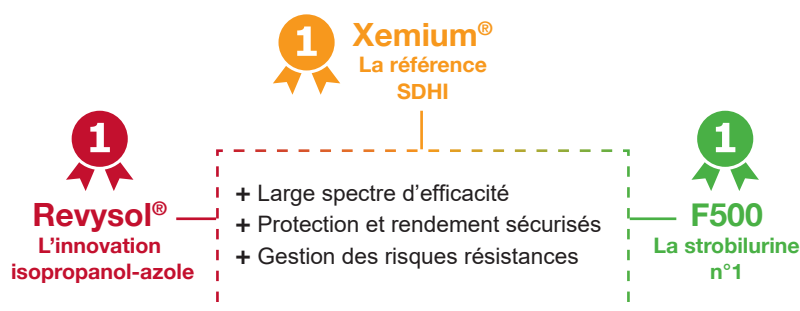 1
Xemium®
La référence
SDHI
1
Revysol®
L'innovation
isopropanol-azole
+ Large spectre d'efficacité
+ Protection et rendement sécurisés
+ Gestion des risques résistances
1
F500
La strobilurine
n°1